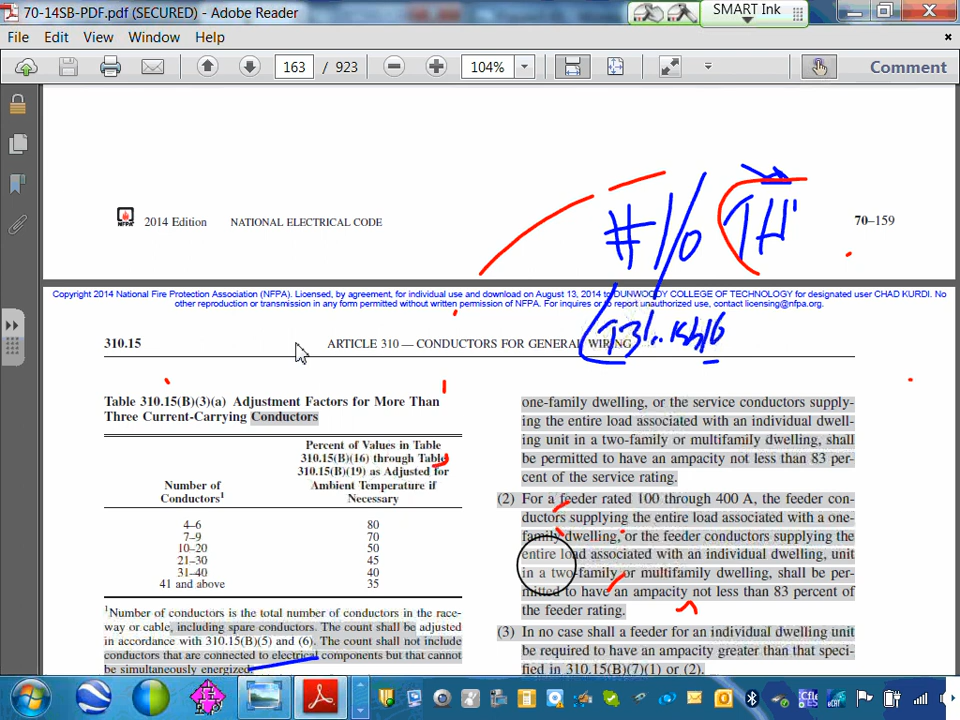 70-14SB-PDF.pdf (SECURED) - Adobe Reader
SMART Ink
File Edit View Window Help
163 / 923 104% Comment
2014 Edition NATIONAL ELECTRICAL CODE 70–159
#1/0
Copyright 2014 National Fire Protection Association (NFPA). Licensed, by agreement, for individual use and download on August 13, 2014 to DUNWOODY COLLEGE OF TECHNOLOGY for designated user CHAD KURDI. No
other reproduction or transmission in any form permitted without written permission of NFPA. For inquires or to report unauthorized use, contact licensing@nfpa.org.
310.15 ARTICLE 310 — CONDUCTORS FOR GENERAL WIRING
Table 310.15(B)(3)(a) Adjustment Factors for More Than
Three Current-Carrying Conductors
Number of
Conductors1
Percent of Values in Table
310.15(B)(16) through Table
310.15(B)(19) as Adjusted for
Ambient Temperature if
Necessary
4–6 80
7–9 70
10–20 50
21–30 45
31–40 40
41 and above 35
1Number of conductors is the total number of conductors in the race-
way or cable, including spare conductors. The count shall be adjusted
in accordance with 310.15(B)(5) and (6). The count shall not include
conductors that are connected to electrical components but that cannot
be simultaneously energized.
one-family dwelling, or the service conductors supply-
ing the entire load associated with an individual dwell-
ing unit in a two-family or multifamily dwelling, shall
be permitted to have an ampacity not less than 83 per-
cent of the service rating.
(2) For a feeder rated 100 through 400 A, the feeder con-
ductors supplying the entire load associated with a one-
family dwelling, or the feeder conductors supplying the
entire load associated with an individual dwelling, unit
in a two-family or multifamily dwelling, shall be per-
mitted to have an ampacity not less than 83 percent of
the feeder rating.
(3) In no case shall a feeder for an individual dwelling unit
be required to have an ampacity greater than that speci-
fied in 310.15(B)(7)(1) or (2).